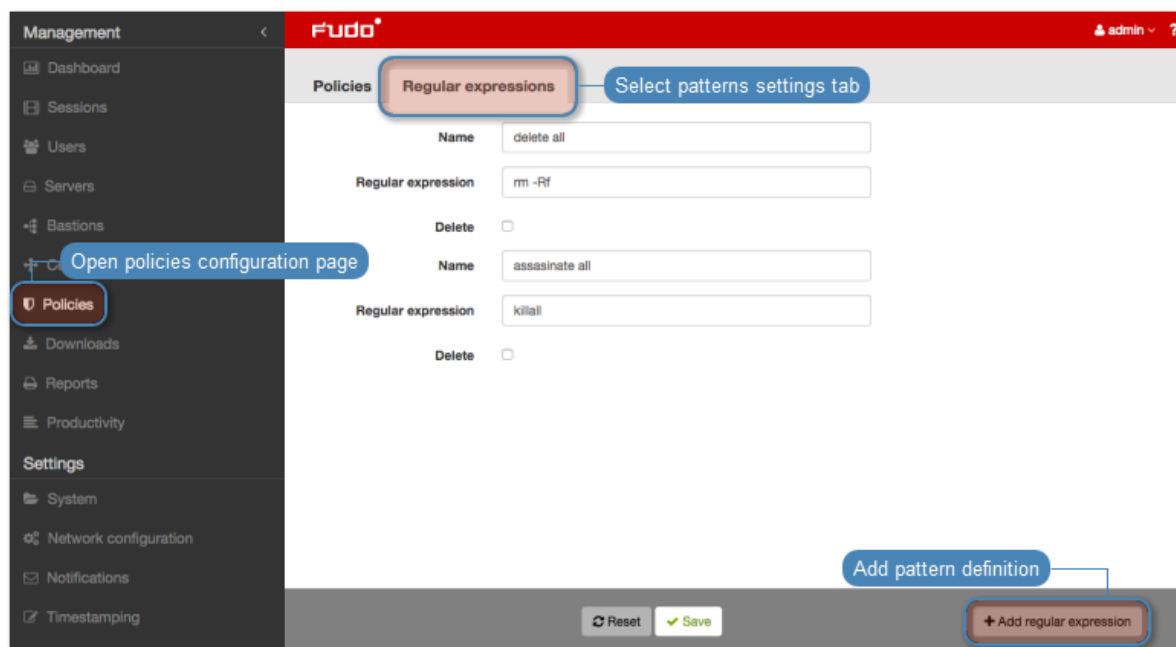 Management
Dashboard
Sessions
Users
Servers
Bastions
Open policies configuration page
Policies
Downloads
Reports
Productivity
Settings
System
Network configuration
Notifications
Timestamping
FUDO
admin
?
Policies
Regular expressions
Select patterns settings tab
Name
delete all
Regular expression
rm -Rf
Delete
Name
assasinate all
Regular expression
killall
Delete
Add pattern definition
Reset
Save
+ Add regular expression